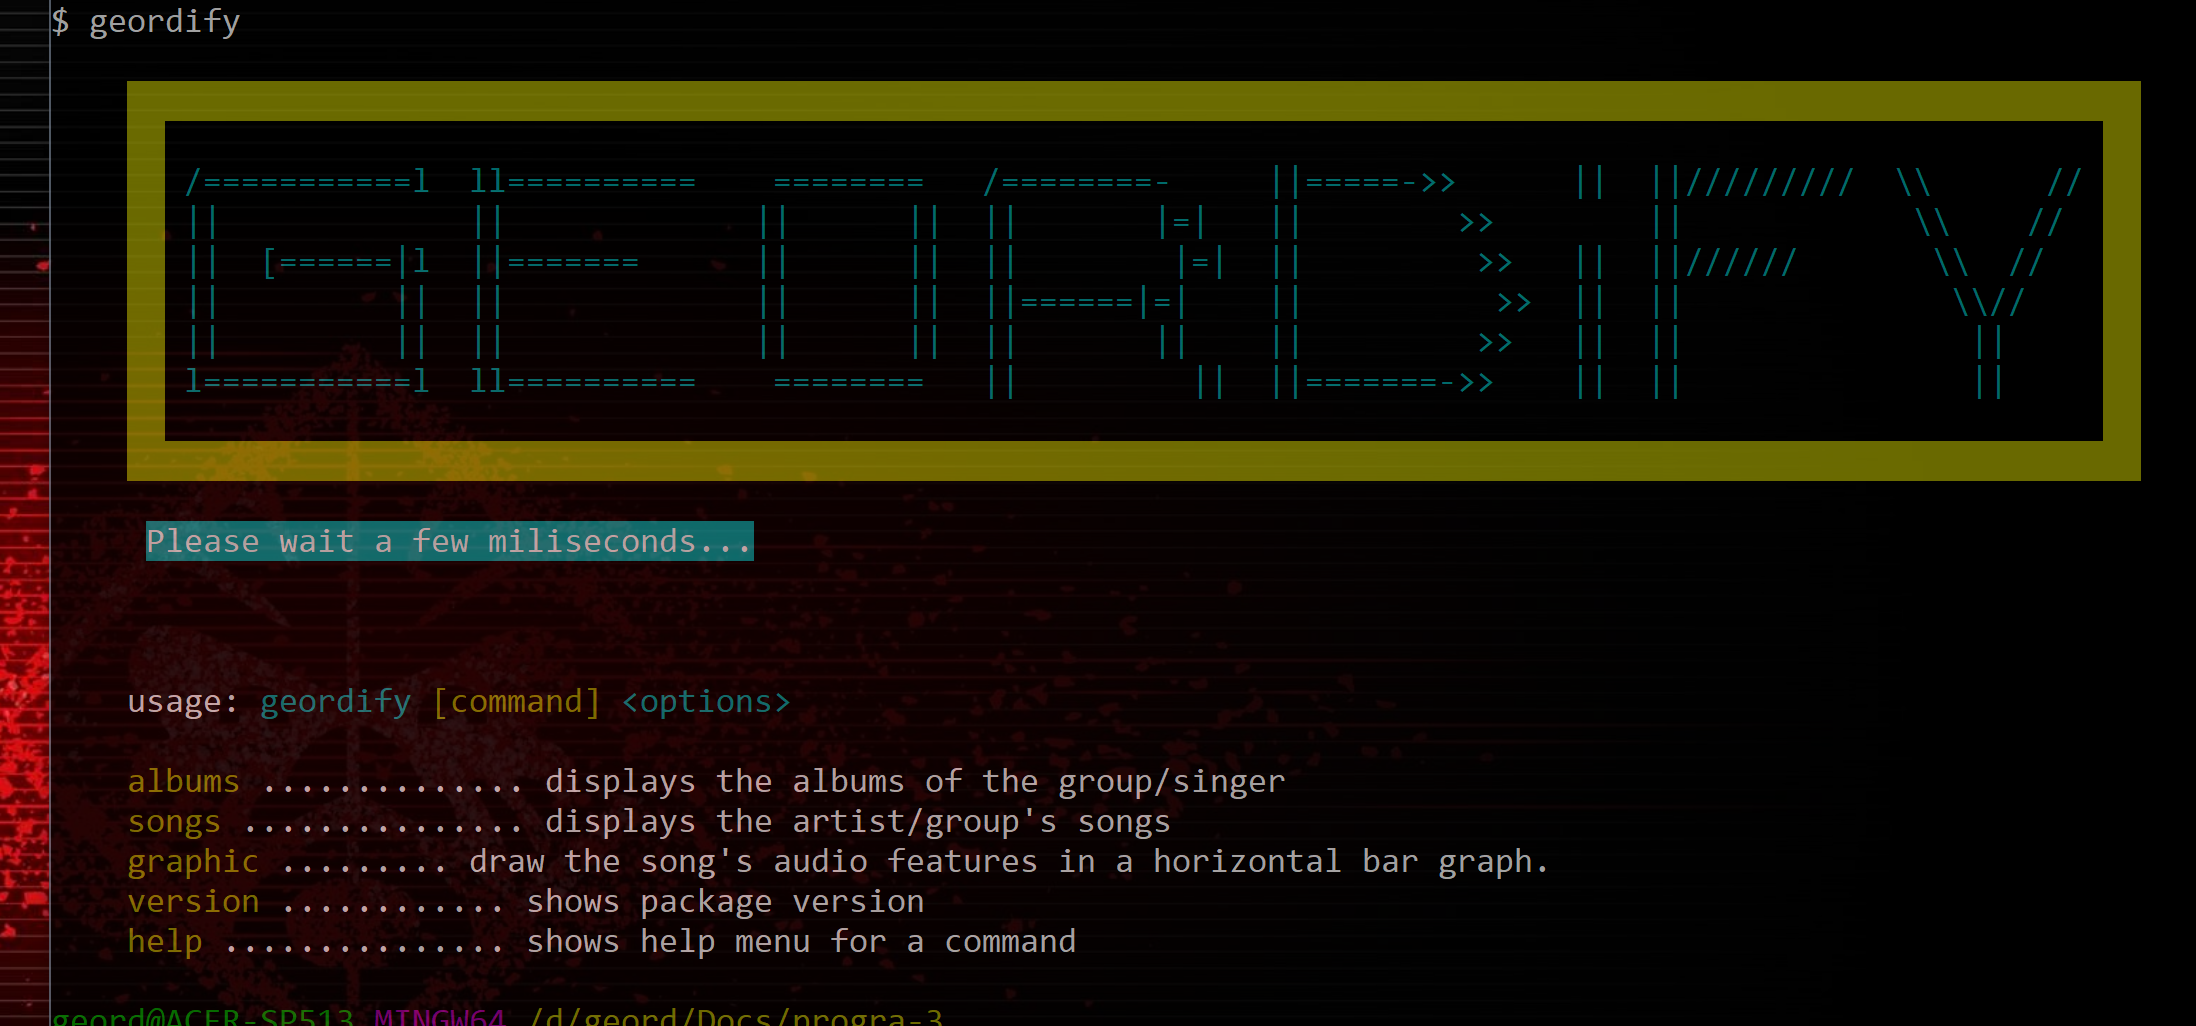 $ geordify
GEORDIFY
Please wait a few miliseconds...
usage: geordify [command] <options>
albums .............. displays the albums of the group/singer
songs ............... displays the artist/group's songs
graphic ......... draw the song's audio features in a horizontal bar graph.
version ............ shows package version
help ............... shows help menu for a command
geord@ACER-SP513 MINGW64 /d/geord/Docs/progra-3